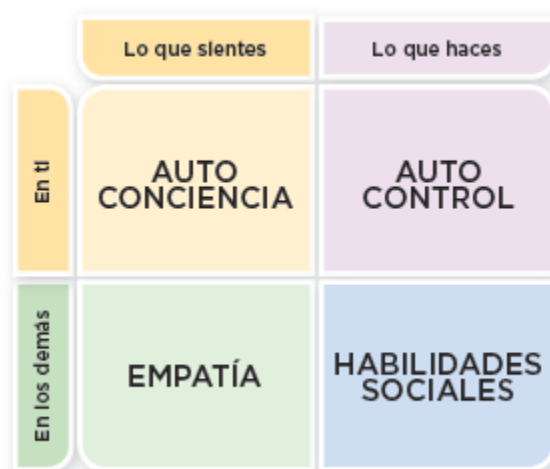 Lo que sientes
Lo que haces
En ti
AUTO
CONCIENCIA
AUTO
CONTROL
En los demás
EMPATÍA
HABILIDADES
SOCIALES